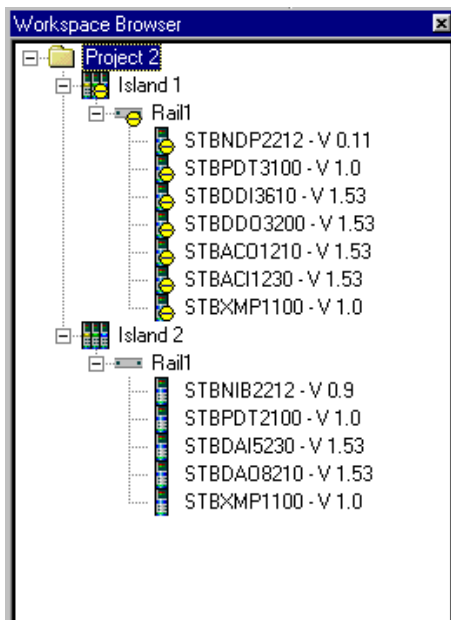 Workspace Browser
Project 2
Island 1
Rail1
STBNDP2212 - V 0.11
STBPDT3100 - V 1.0
STBDDI3610 - V 1.53
STBDDO3200 - V 1.53
STBACO1210 - V 1.53
STBACI1230 - V 1.53
STBXMP1100 - V 1.0
Island 2
Rail1
STBNIB2212 - V 0.9
STBPDT2100 - V 1.0
STBDAI5230 - V 1.53
STBDAO8210 - V 1.53
STBXMP1100 - V 1.0